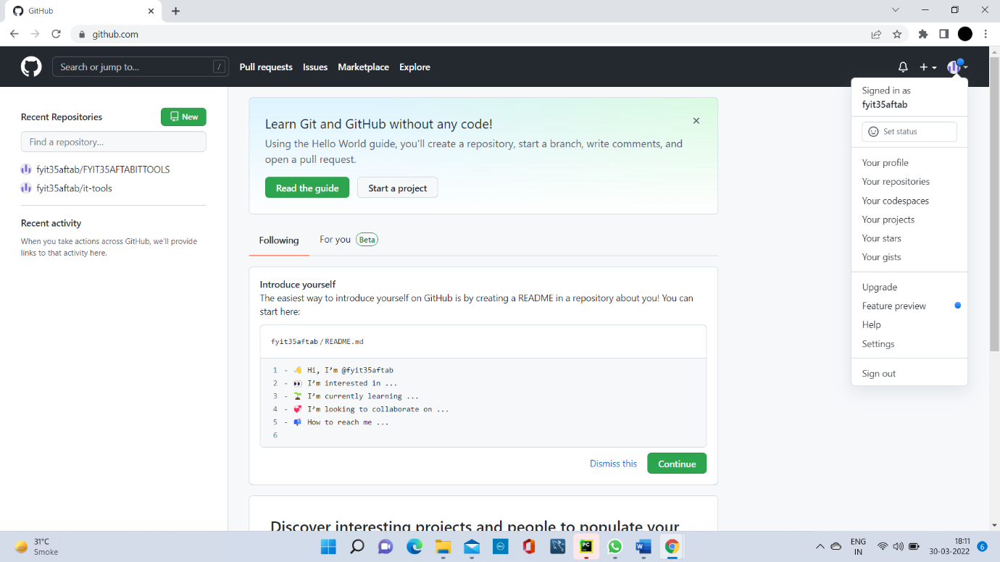 GitHub
github.com
Search or jump to...
/
Pull requests
Issues
Marketplace
Explore
Recent Repositories
New
Find a repository...
fyit35aftab/FYIT35AFTABITTOOLS
fyit35aftab/it-tools
Recent activity
When you take actions across GitHub, we'll provide
links to that activity here.
Learn Git and GitHub without any code!
Using the Hello World guide, you'll create a repository, start a branch, write comments, and
open a pull request.
Read the guide
Start a project
Following
For you Beta
Introduce yourself
The easiest way to introduce yourself on GitHub is by creating a README in a repository about you! You can
start here:
fyit35aftab / README.md
1 - 👋 Hi, I'm @fyit35aftab
2 - 👀 I'm interested in ...
3 - 🌱 I'm currently learning ...
4 - 💞️ I'm looking to collaborate on ...
5 - 📫 How to reach me ...
6
Dismiss this
Continue
Discover interesting projects and people to populate your
Signed in as
fyit35aftab
Set status
Your profile
Your repositories
Your codespaces
Your projects
Your stars
Your gists
Upgrade
Feature preview
Help
Settings
Sign out
31°C
Smoke
PC
W
ENG
IN
18:11
30-03-2022
6